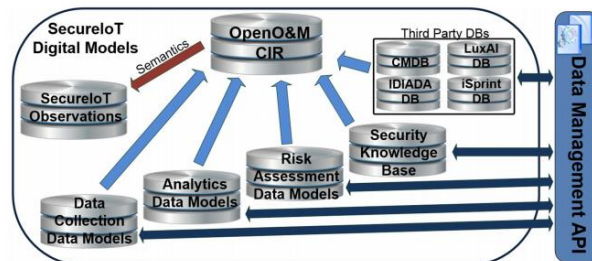 SecureIoT
Digital Models
OpenO&M
CIR
Semantics
SecureIoT
Observations
Third Party DBs
CMDB
LuxAI
DB
IDIADA
DB
iSprint
DB
Security
Knowledge
Base
Risk
Assessment
Data Models
Analytics
Data Models
Data
Collection
Data Models
Data Management API